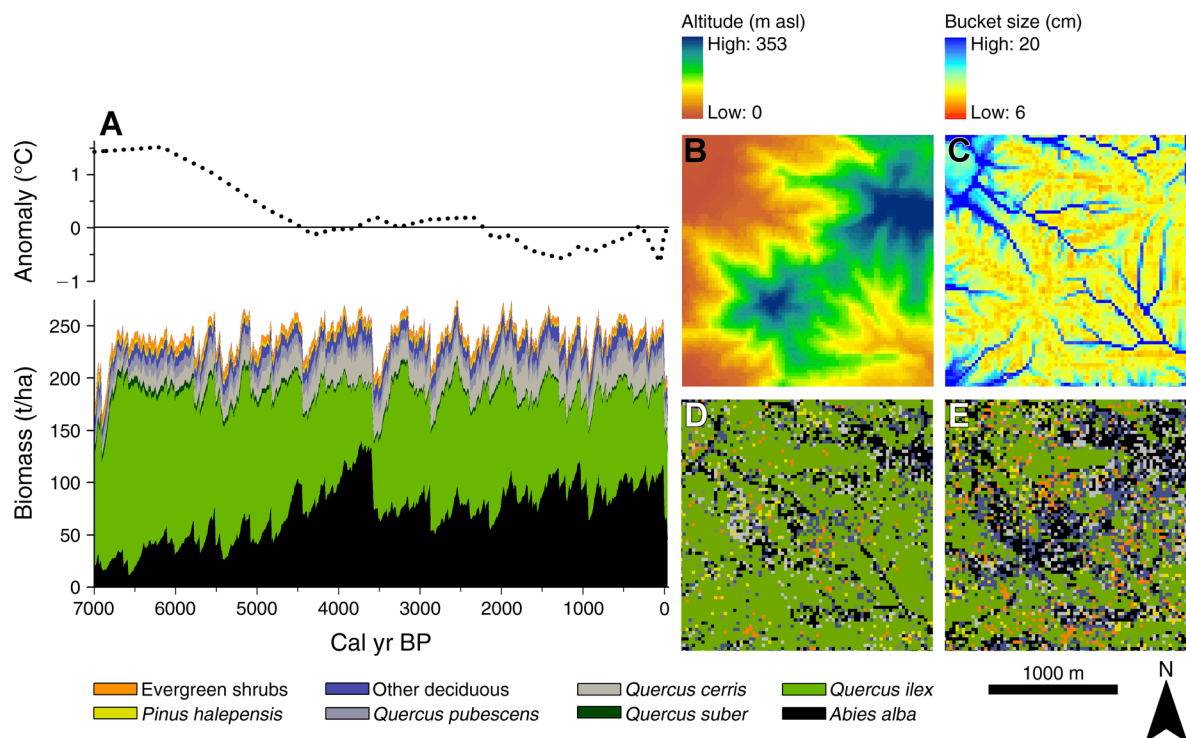 Altitude (m asl)
High: 353
Low: 0
Bucket size (cm)
High: 20
Low: 6
A
B
C
D
E
Anomaly (°C)
1
0
−1
Biomass (t/ha)
250
200
150
100
50
0
7000 6000 5000 4000 3000 2000 1000 0
Cal yr BP
Evergreen shrubs
Other deciduous
Quercus cerris
Quercus ilex
Pinus halepensis
Quercus pubescens
Quercus suber
Abies alba
1000 m
N